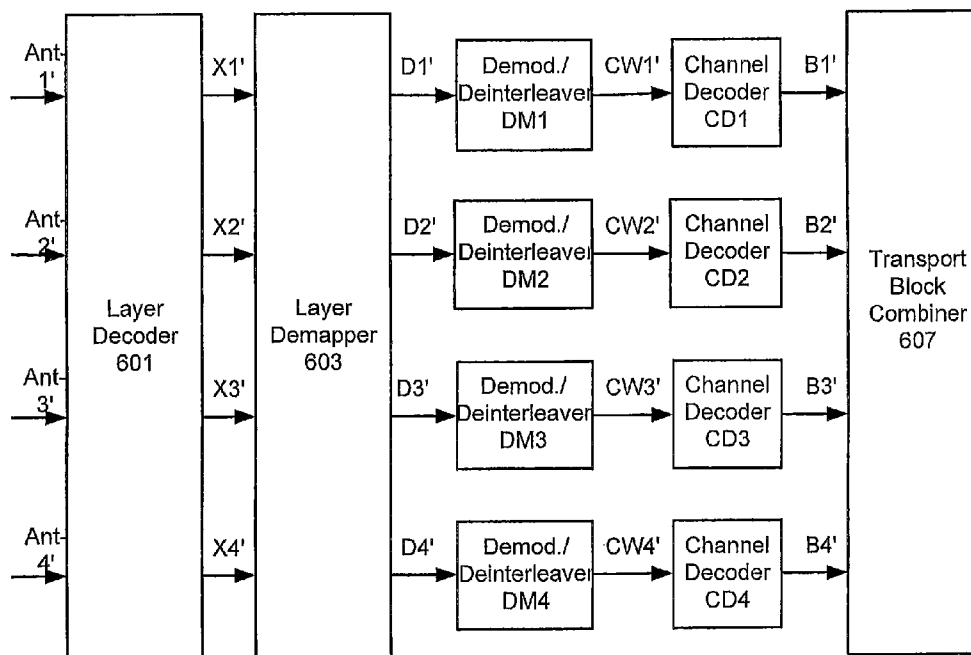 Ant-
1'
X1'
D1'
Demod./
Deinterleaver
DM1
CW1'
Channel
Decoder
CD1
B1'
Ant-
2'
X2'
D2'
Demod./
Deinterleaver
DM2
CW2'
Channel
Decoder
CD2
B2'
Layer
Decoder
601
Layer
Demapper
603
Transport
Block
Combiner
607
Ant-
3'
X3'
D3'
Demod./
Deinterleaver
DM3
CW3'
Channel
Decoder
CD3
B3'
Ant-
4'
X4'
D4'
Demod./
Deinterleaver
DM4
CW4'
Channel
Decoder
CD4
B4'